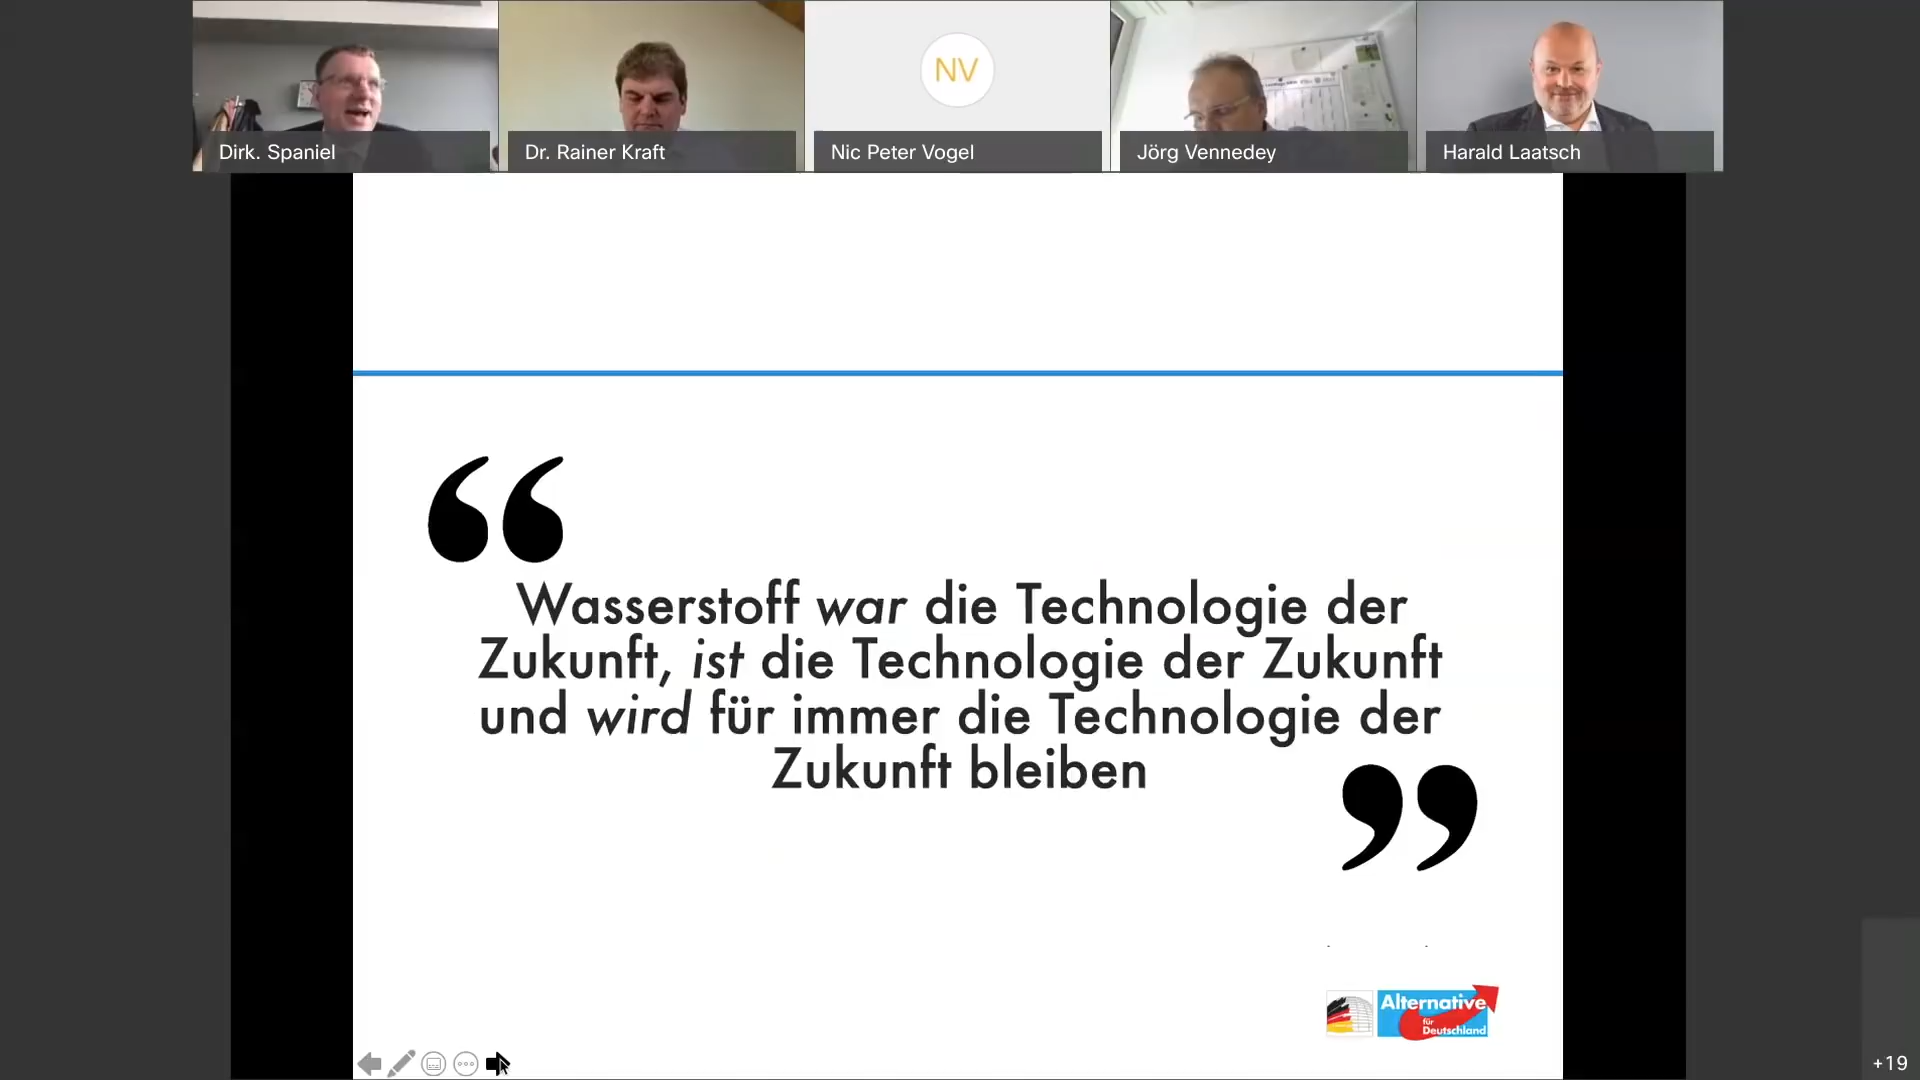 Dirk. Spaniel
Dr. Rainer Kraft
NV
Nic Peter Vogel
Jörg Vennedey
Harald Laatsch
“
Wasserstoff war die Technologie der
Zukunft, ist die Technologie der Zukunft
und wird für immer die Technologie der
Zukunft bleiben
”
Alternative
für
Deutschland
+19